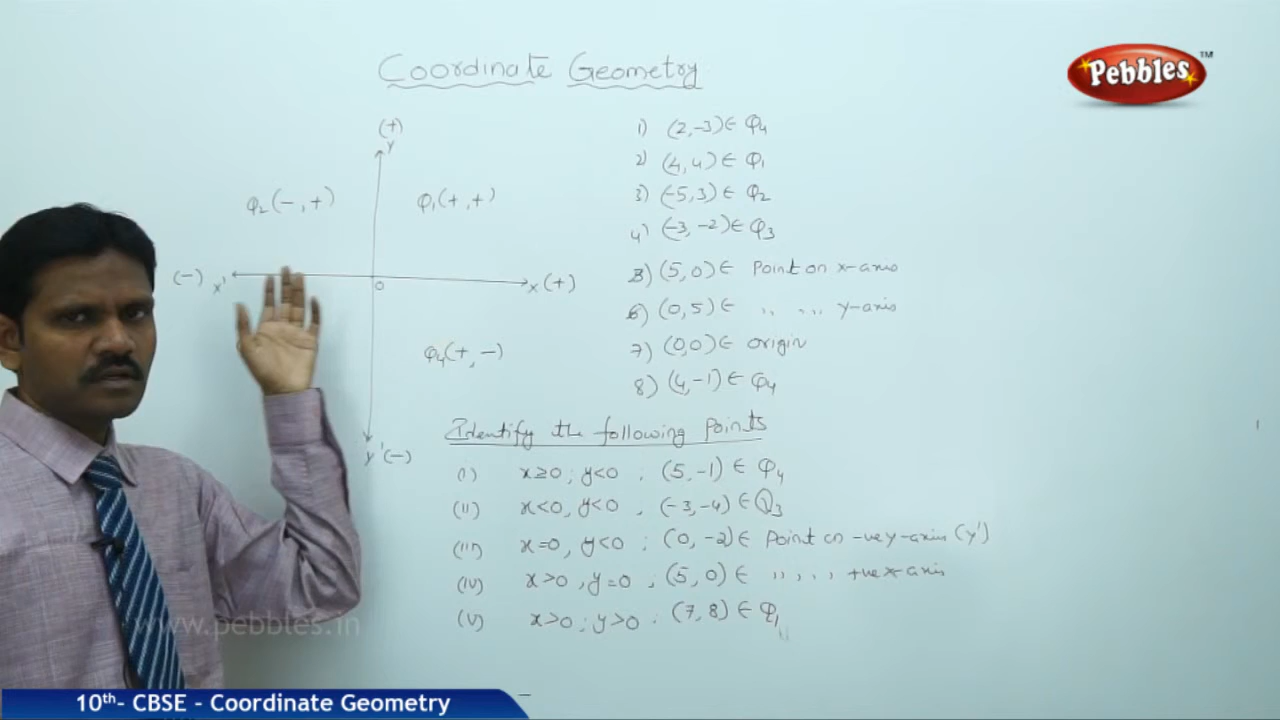 Coordinate Geometry
Pebbles™
(+)
y
Q₂(-,+)
Q₁(+,+)
(-) x'
x (+)
0
Q₄(+,-)
y'(-)
1) (2,-3)∈ Q₄
2) (4,4) ∈ Q₁
3) (-5,3) ∈ Q₂
4) (-3,-2)∈ Q₃
5) (5,0)∈ Point on x-axis
6) (0,5)∈ ,, ,,, y-axis
7) (0,0)∈ origin
8) (4,-1)∈ Q₄
Identify the following points
(i) x≥0 ; y<0 ; (5,-1) ∈ Q₄
(ii) x<0, y<0 , (-3,-4) ∈ Q₃
(iii) x=0, y<0 ; (0,-2)∈ Point on -ve y-axis (y')
(iv) x>0 , y=0 , (5,0)∈ ,, ,, , , +ve x-axis
(v) x>0 ; y>0 ; (7,8) ∈ Q₁
www.pebbles.in
10th- CBSE - Coordinate Geometry